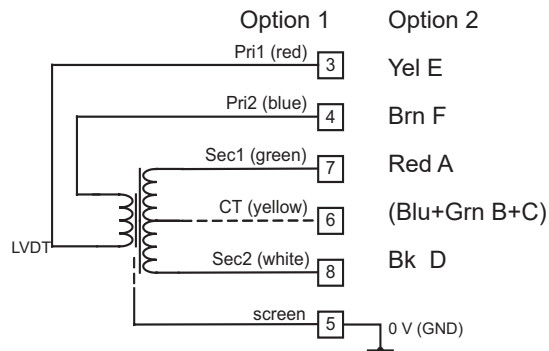 Option 1 Option 2
Pri1 (red) 3 Yel E
Pri2 (blue) 4 Brn F
Sec1 (green) 7 Red A
CT (yellow) 6 (Blu+Grn B+C)
LVDT
Sec2 (white) 8 Bk D
screen 5 0 V (GND)